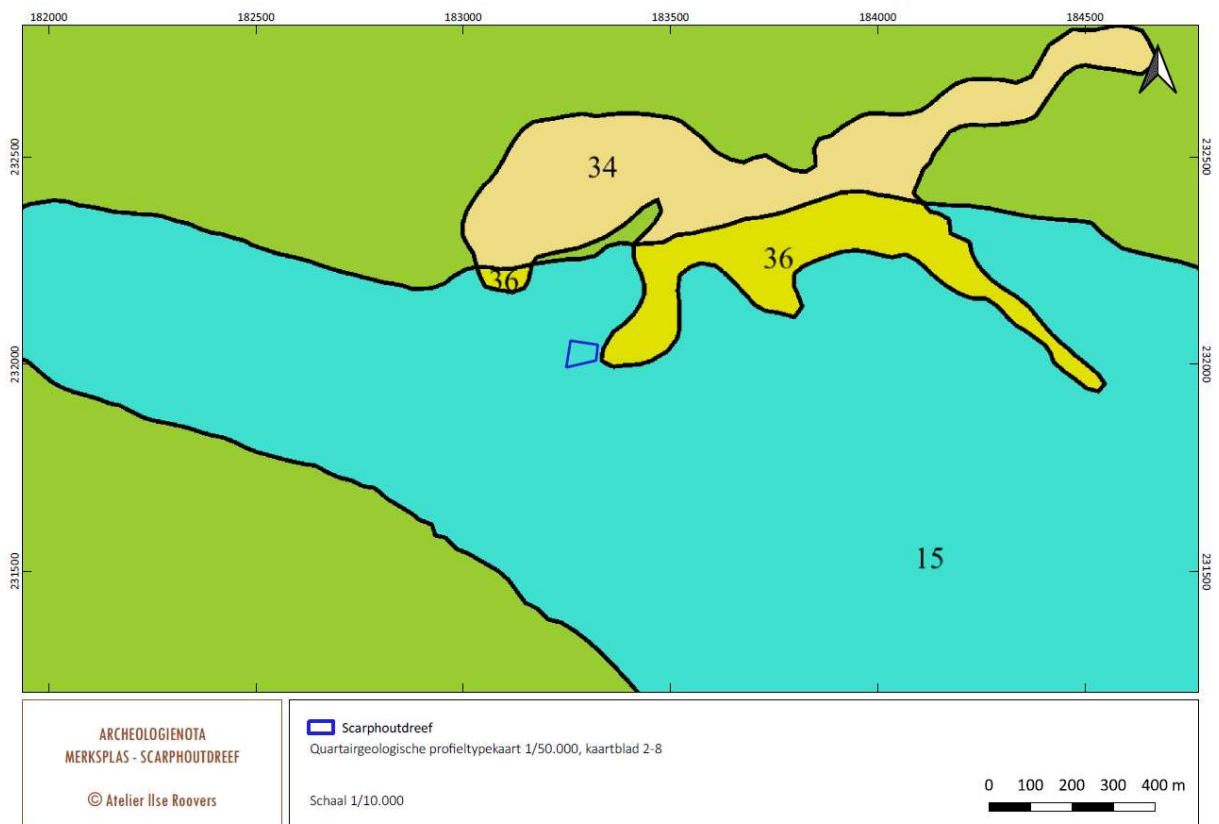 182000 182500 183000 183500 184000 184500
232500 232500
34
36
36
232000 232000
15
231500 231500
ARCHEOLOGIENOTA
MERKSPLAS - SCARPHOUTDREEF
© Atelier Ilse Roovers
Scarphoutdreef
Quartairgeologische profieltypekaart 1/50.000, kaartblad 2-8
Schaal 1/10.000
0 100 200 300 400 m